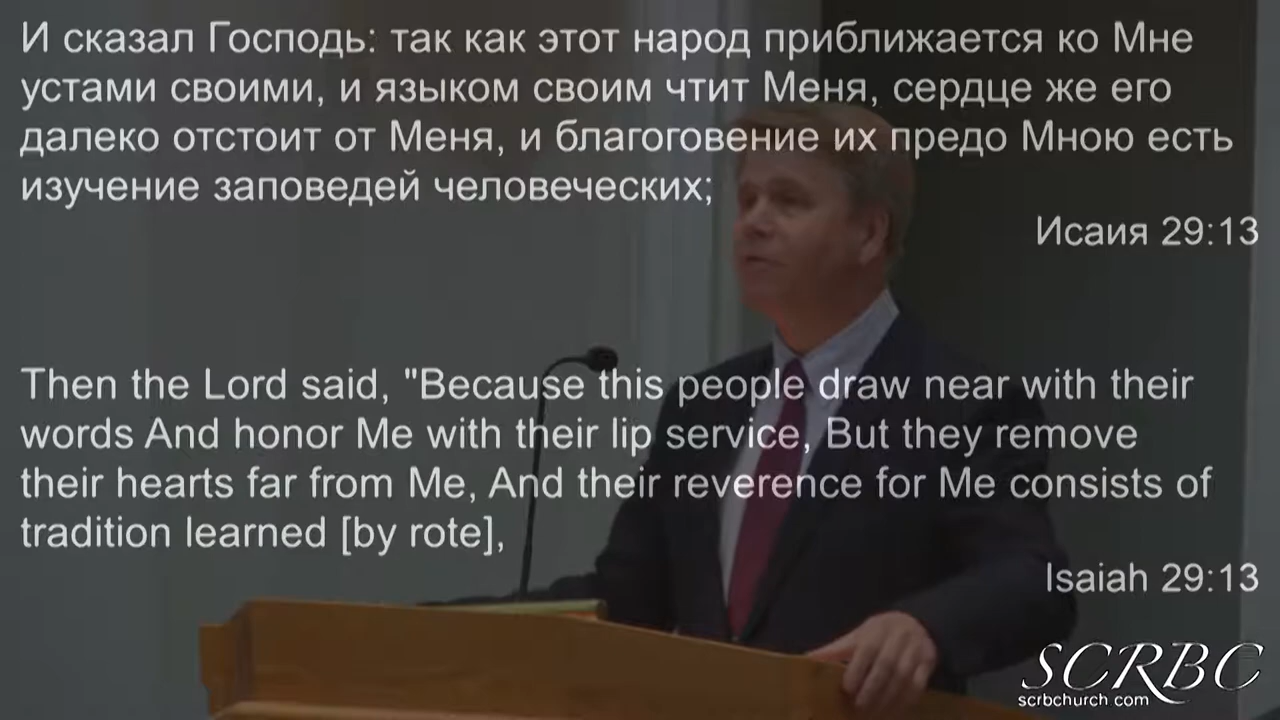 И сказал Господь: так как этот народ приближается ко Мне
устами своими, и языком своим чтит Меня, сердце же его
далеко отстоит от Меня, и благоговение их предо Мною есть
изучение заповедей человеческих;
Исаия 29:13
Then the Lord said, "Because this people draw near with their
words And honor Me with their lip service, But they remove
their hearts far from Me, And their reverence for Me consists of
tradition learned [by rote],
Isaiah 29:13
SCRBC
scrbchurch com